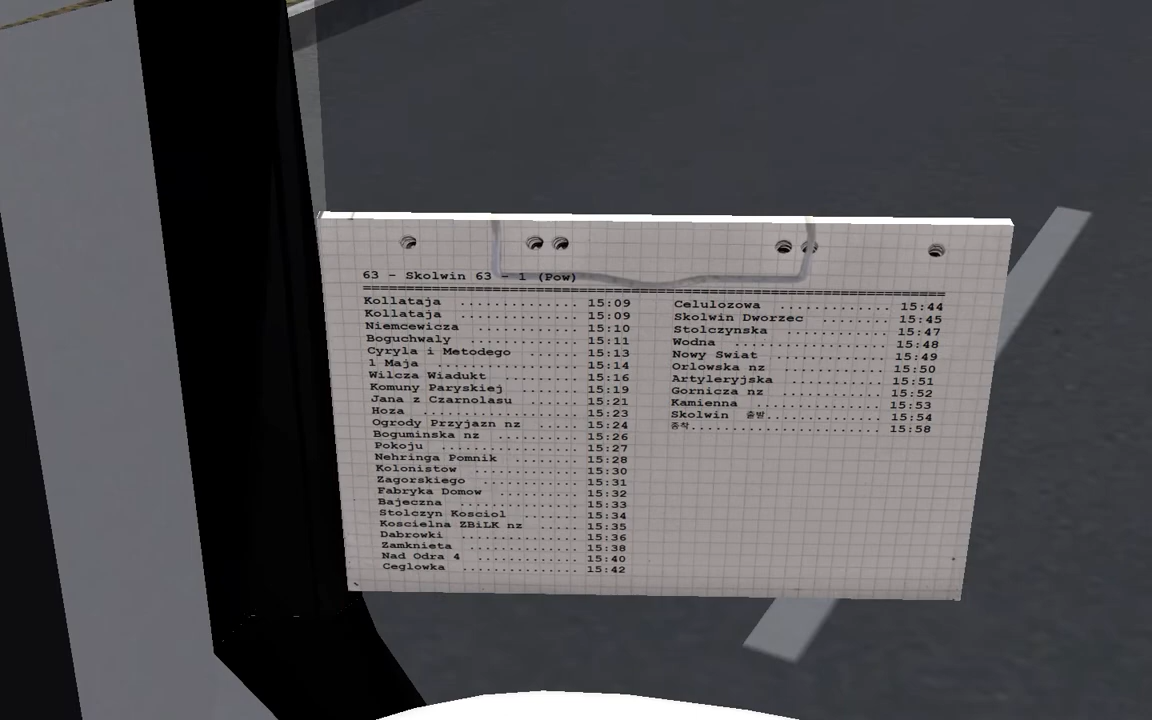 63 - Skolwin 63 - 1 (Pow)
================================================================
Kollataja .............. 15:09
Kollataja .............. 15:09
Niemcewicza ............ 15:10
Boguchwaly ............. 15:11
Cyryla i Metodego ...... 15:13
1 Maja ................. 15:14
Wilcza Wiadukt ......... 15:16
Komuny Paryskiej ....... 15:19
Jana z Czarnolasu ...... 15:21
Hoza ................... 15:23
Ogrody Przyjazn nz ..... 15:24
Boguminska nz .......... 15:26
Pokoju ................. 15:27
Nehringa Pomnik ........ 15:28
Kolonistow ............. 15:30
Zagorskiego ............ 15:31
Fabryka Domow .......... 15:32
Bajeczna ............... 15:33
Stolczyn Kosciol ....... 15:34
Koscielna ZBiLK nz ..... 15:35
Dabrowki ............... 15:36
Zamknieta .............. 15:38
Nad Odra 4 ............. 15:40
Ceglowka ............... 15:42
Celulozowa ............. 15:44
Skolwin Dworzec ........ 15:45
Stolczynska ............ 15:47
Wodna .................. 15:48
Nowy Swiat ............. 15:49
Orlowska nz ............ 15:50
Artyleryjska ........... 15:51
Gornicza nz ............ 15:52
Kamienna ............... 15:53
Skolwin 출발 ............ 15:54
종착........................ 15:58